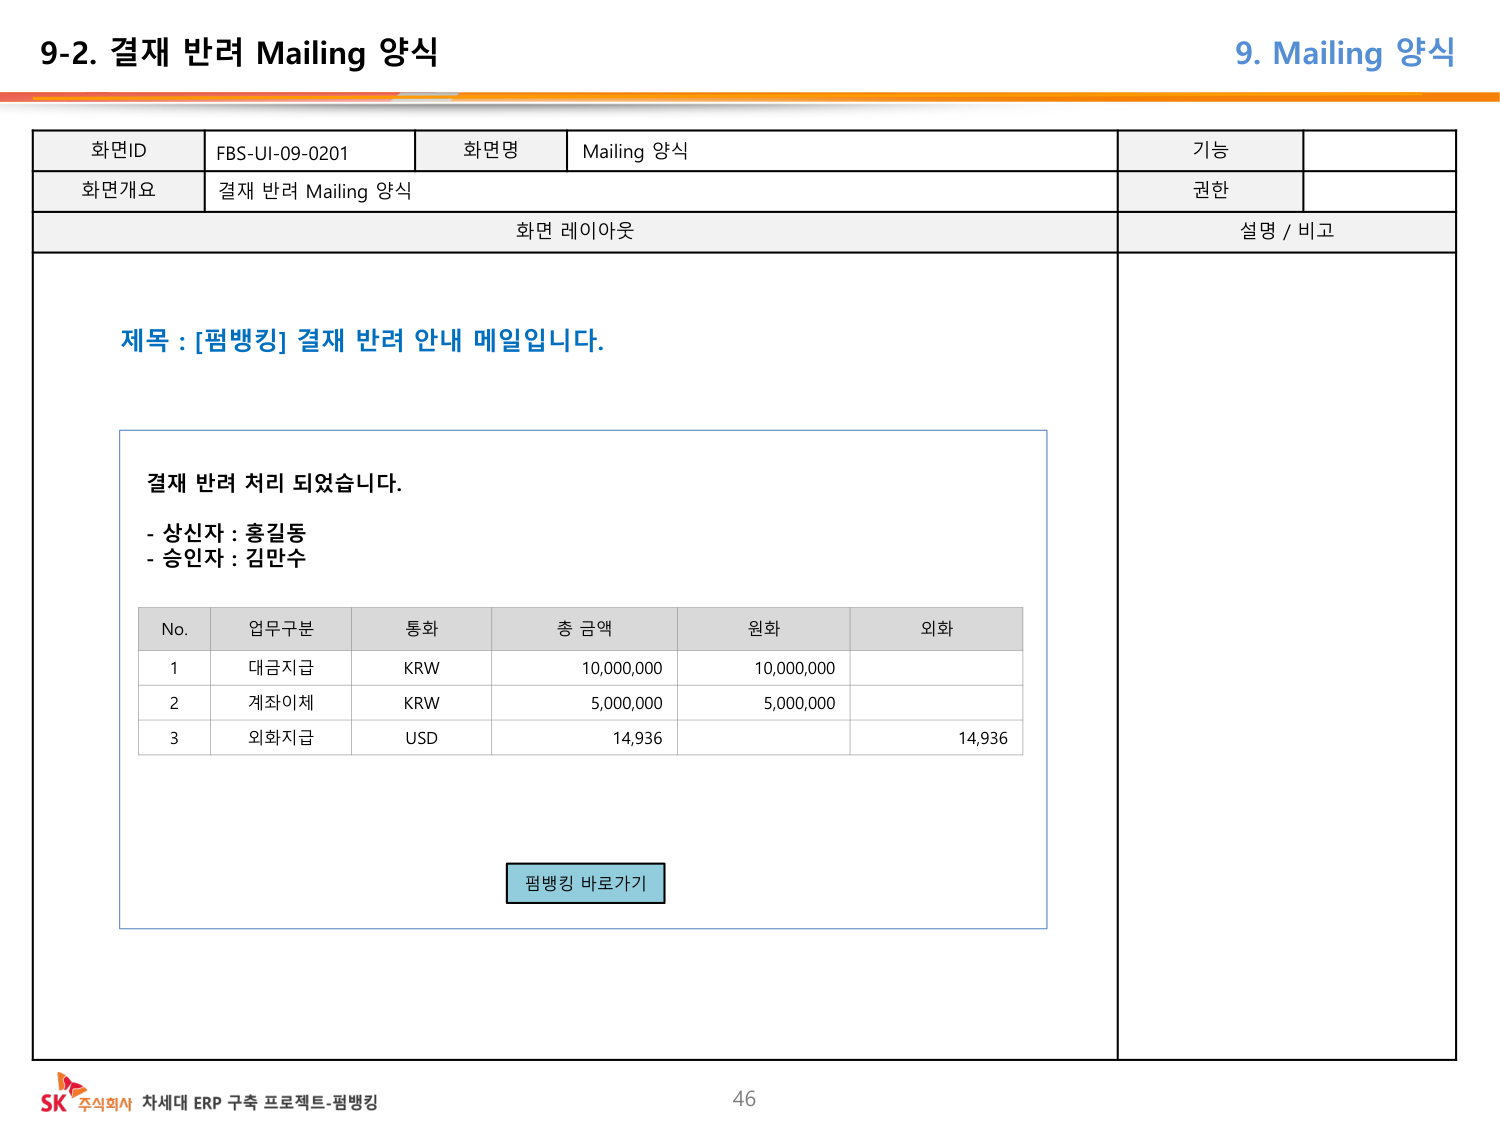 9-2. 결재 반려 Mailing 양식
9. Mailing 양식
화면ID FBS-UI-09-0201 화면명 Mailing 양식 기능
화면개요 결재 반려 Mailing 양식 권한
화면 레이아웃 설명 / 비고
제목 : [펌뱅킹] 결재 반려 안내 메일입니다.
결재 반려 처리 되었습니다.
- 상신자 : 홍길동
- 승인자 : 김만수
No. 업무구분 통화 총 금액 원화 외화
1 대금지급 KRW 10,000,000 10,000,000
2 계좌이체 KRW 5,000,000 5,000,000
3 외화지급 USD 14,936 14,936
펌뱅킹 바로가기
SK 주식회사 차세대 ERP 구축 프로젝트-펌뱅킹
46